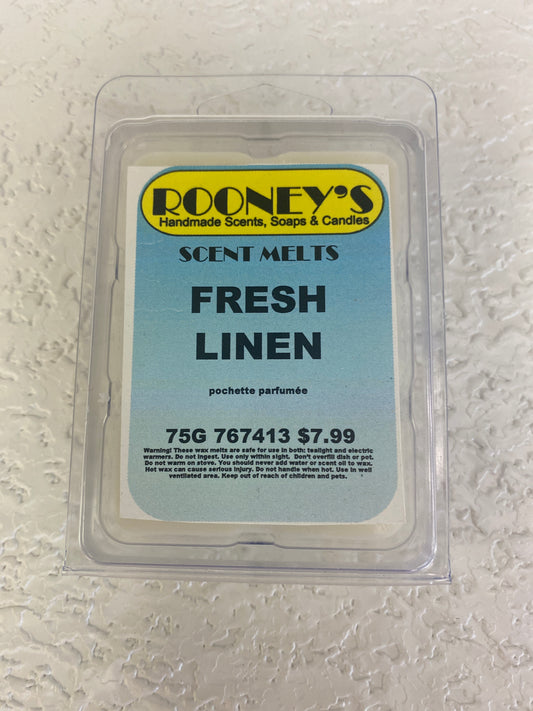 ROONEY'S
Handmade Scents, Soaps & Candles
SCENT MELTS
FRESH
LINEN
pochette parfumée
75G 767413 $7.99
Warning! These wax melts are safe for use in both: tealight and electric
warmers. Do not ingest. Use only within sight. Don't overfill dish or pot.
Do not warm on stove. You should never add water or scent oil to wax.
Hot wax can cause serious injury. Do not handle when hot. Use in well
ventilated area. Keep out of reach of children and pets.